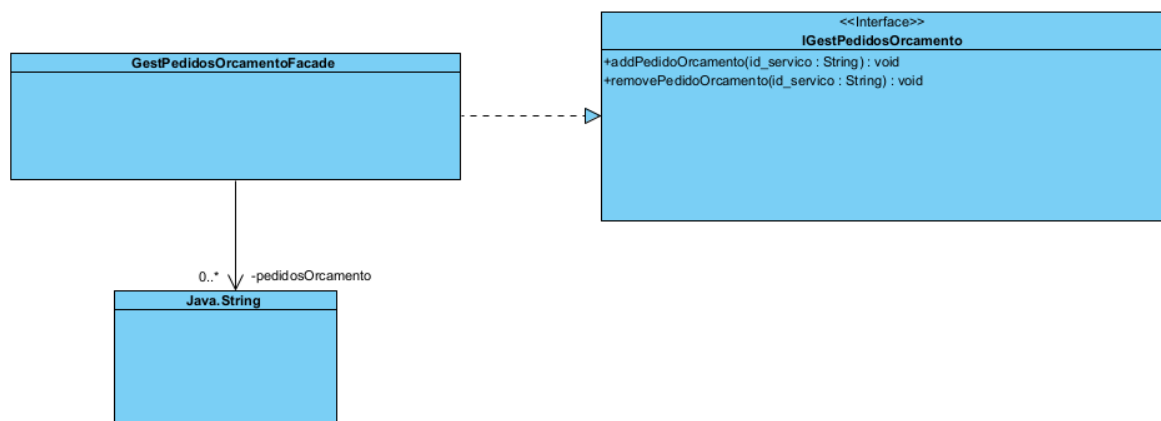 GestPedidosOrcamentoFacade
<<Interface>>
IGestPedidosOrcamento
+addPedidoOrcamento(id_servico : String) : void
+removePedidoOrcamento(id_servico : String) : void
0..*
-pedidosOrcamento
Java.String